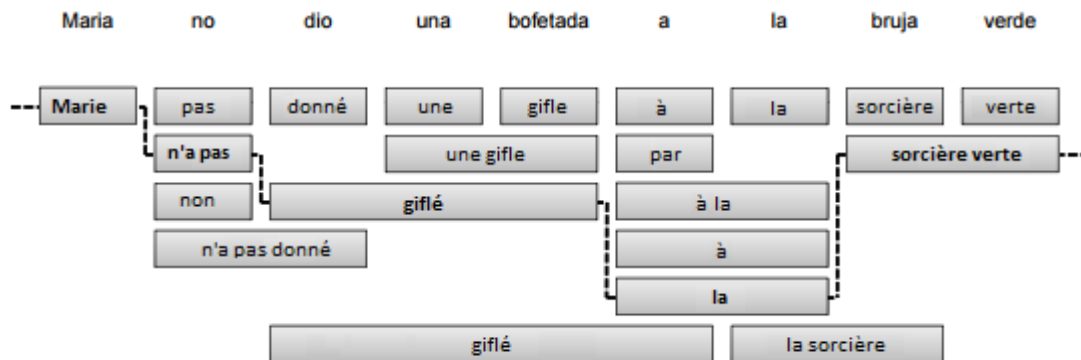 Maria no dio una bofetada a la bruja verde
Marie pas donné une gifle à la sorcière verte
n'a pas une gifle par sorcière verte
non giflé à la
n'a pas donné à
la
giflé la sorcière